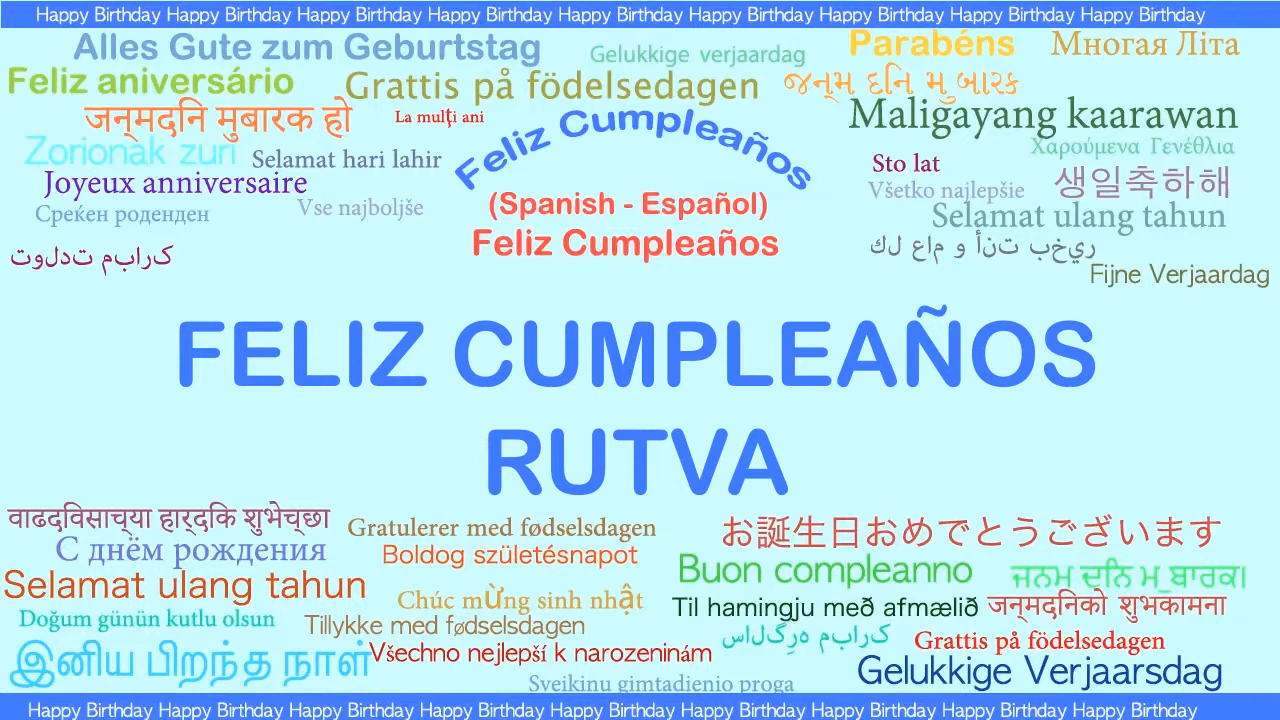 Happy Birthday Happy Birthday Happy Birthday Happy Birthday Happy Birthday Happy Birthday Happy Birthday Happy Birthday Happy Birthday
Alles Gute zum Geburtstag
Gelukkige verjaardag
Parabéns
Многая Літа
Feliz aniversário
Grattis på födelsedagen
જન્મ દનિ મુબારક
जन्मदनि मुबारक हो
La mulţi ani
Feliz Cumpleaños
Maligayang kaarawan
Zorionak zuri
Selamat hari lahir
Χαρούμενα Γενέθλια
Sto lat
Joyeux anniversaire
(Spanish - Español)
Všetko najlepšie
생일축하해
Среќен роденден
Vse najboljše
Selamat ulang tahun
Feliz Cumpleaños
تولدت مبارک
كل عام و أنت بخير
Fijne Verjaardag
FELIZ CUMPLEAÑOS
RUTVA
वाढदविसाच्या हार्दकि शुभेच्छा
Gratulerer med fødselsdagen
お誕生日おめでとうございます
С днём рождения
Boldog születésnapot
Selamat ulang tahun
Buon compleanno
ਜਨਮ ਦਨਿ ਮੁਬਾਰਕ।
Chúc mừng sinh nhật
Til hamingju með afmælið
जन्मदनिको शुभकामना
Doğum günün kutlu olsun
Tillykke med fødselsdagen
سالگرہ مبارک
Grattis på födelsedagen
இனிய பிறந்த நாள்
Všechno nejlepší k narozeninám
Gelukkige Verjaarsdag
Sveikinu gimtadienio proga
Happy Birthday Happy Birthday Happy Birthday Happy Birthday Happy Birthday Happy Birthday Happy Birthday Happy Birthday Happy Birthday